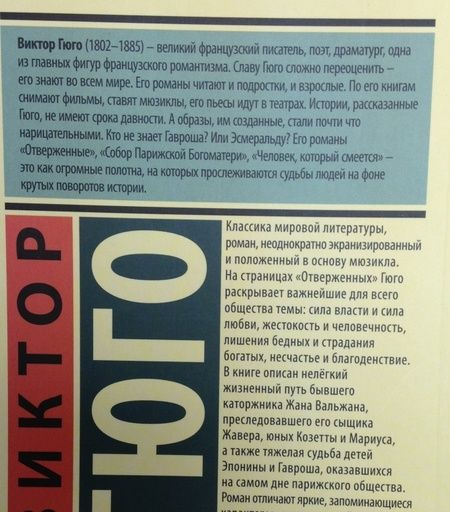 Виктор Гюго (1802–1885) – великий французский писатель, поэт, драматург, одна
из главных фигур французского романтизма. Славу Гюго сложно переоценить –
его знают во всем мире. Его романы читают и подростки, и взрослые. По его книгам
снимают фильмы, ставят мюзиклы, его пьесы идут в театрах. Истории, рассказанные
Гюго, не имеют срока давности. А образы, им созданные, стали почти что
нарицательными. Кто не знает Гавроша? Или Эсмеральду? Его романы
«Отверженные», «Собор Парижской Богоматери», «Человек, который смеется» –
это как огромные полотна, на которых прослеживаются судьбы людей на фоне
крутых поворотов истории.
ВИКТОР
ГЮГО
Классика мировой литературы,
роман, неоднократно экранизированный
и положенный в основу мюзикла.
На страницах «Отверженных» Гюго
раскрывает важнейшие для всего
общества темы: сила власти и сила
любви, жестокость и человечность,
лишения бедных и страдания
богатых, несчастье и благоденствие.
В книге описан нелёгкий
жизненный путь бывшего
каторжника Жана Вальжана,
преследовавшего его сыщика
Жавера, юных Козетты и Мариуса,
а также тяжелая судьба детей
Эпонины и Гавроша, оказавшихся
на самом дне парижского общества.
Роман отличают яркие, запоминающиеся